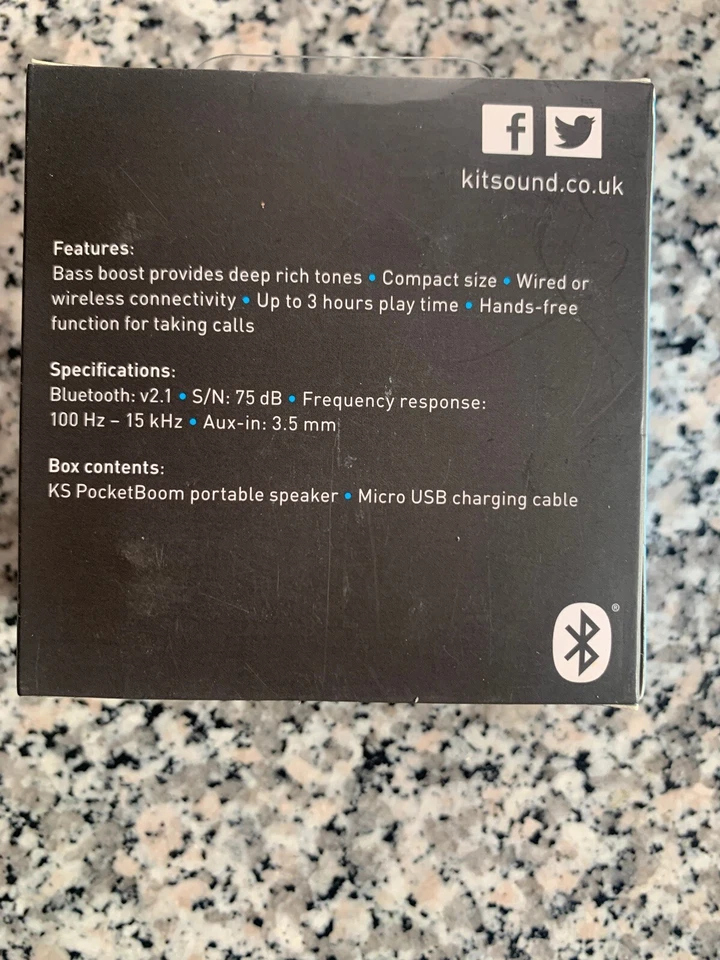 kitsound.co.uk
Features:
Bass boost provides deep rich tones • Compact size • Wired or
wireless connectivity • Up to 3 hours play time • Hands-free
function for taking calls
Specifications:
Bluetooth: v2.1 • S/N: 75 dB • Frequency response:
100 Hz – 15 kHz • Aux-in: 3.5 mm
Box contents:
KS PocketBoom portable speaker • Micro USB charging cable
®